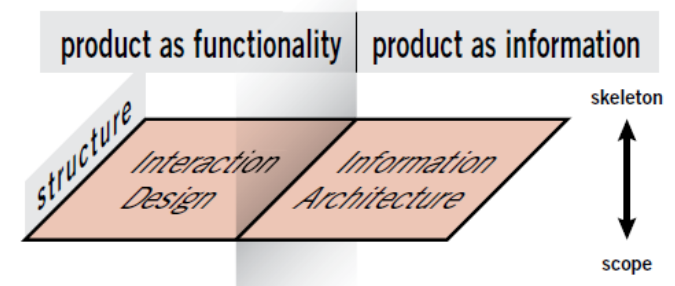 product as functionality
product as information
skeleton
structure
Interaction
Design
Information
Architecture
scope